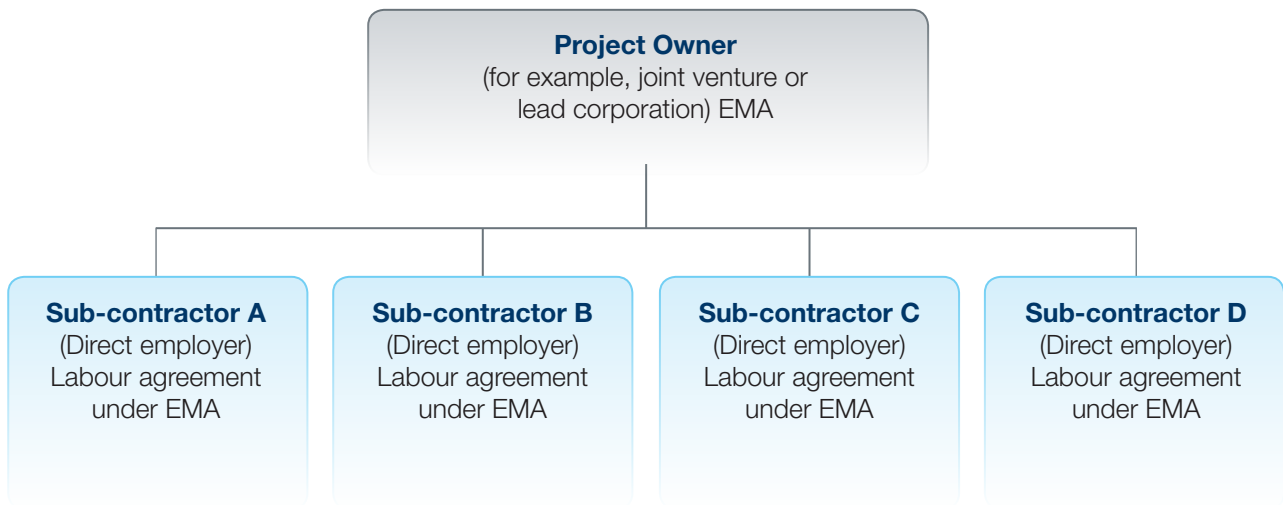 Project Owner
(for example, joint venture or
lead corporation) EMA
Sub-contractor A
(Direct employer)
Labour agreement
under EMA
Sub-contractor B
(Direct employer)
Labour agreement
under EMA
Sub-contractor C
(Direct employer)
Labour agreement
under EMA
Sub-contractor D
(Direct employer)
Labour agreement
under EMA